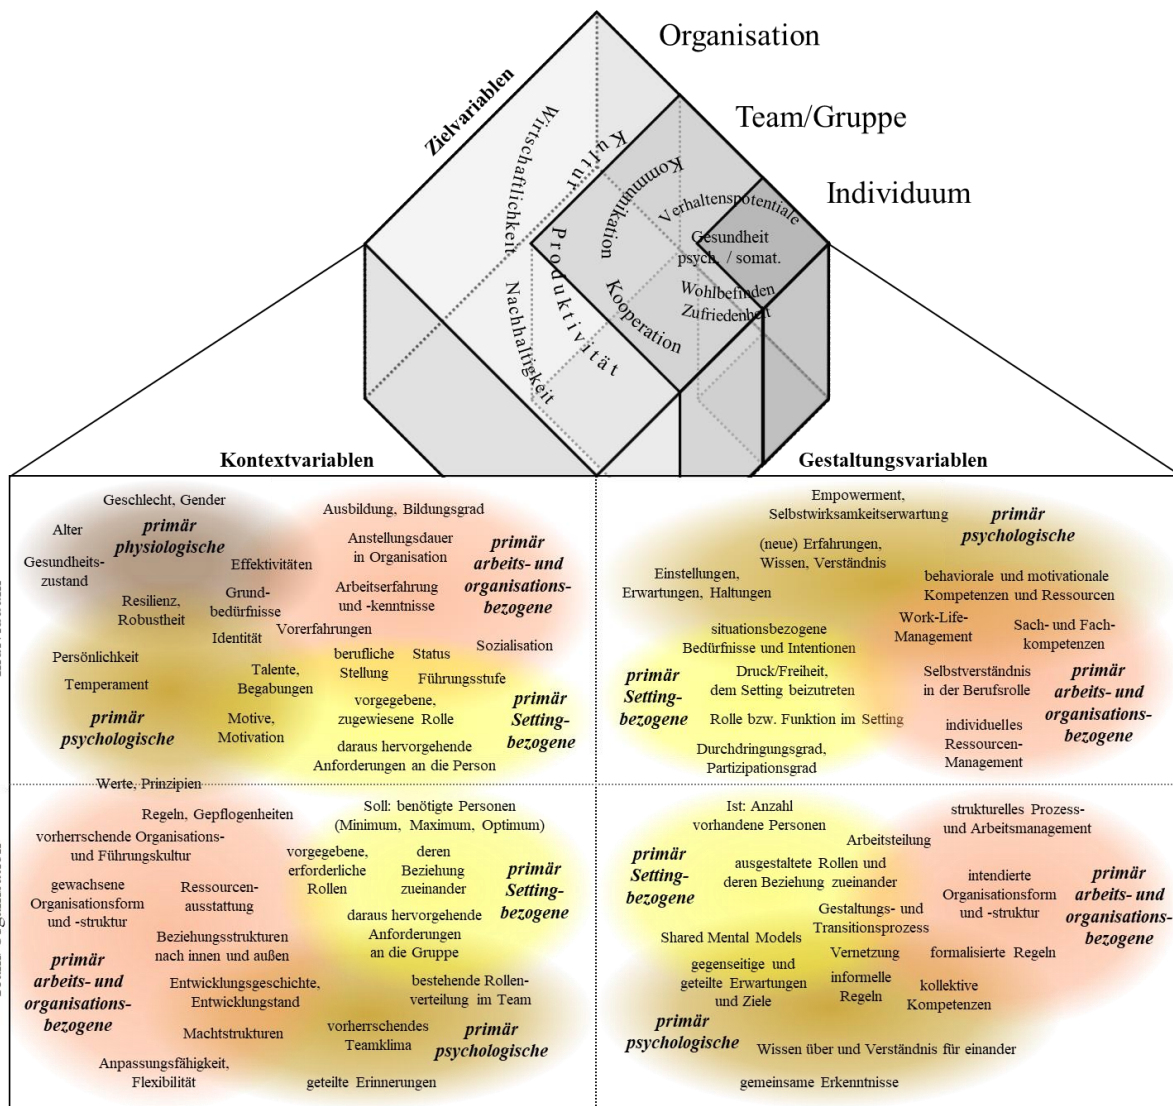 Organisation
Team/Gruppe
Individuum
Zielvariablen
Wirtschaftlichkeit
Kultur
Kommunikation
Verhaltenspotentiale
Gesundheit
psych. / somat.
Wohlbefinden
Zufriedenheit
Produktivität
Kooperation
Nachhaltigkeit
Kontextvariablen
Gestaltungsvariablen
Geschlecht, Gender
Alter
primär
physiologische
Gesundheits-
zustand
Effektivitäten
Resilienz,
Robustheit
Grund-
bedürfnisse
Identität
Ausbildung, Bildungsgrad
Anstellungsdauer
in Organisation
primär
arbeits- und
organisations-
bezogene
Arbeitserfahrung
und -kenntnisse
Vorerfahrungen
Sozialisation
Persönlichkeit
Temperament
Talente,
Begabungen
primär
psychologische
Motive,
Motivation
Werte, Prinzipien
berufliche
Stellung
Status
Führungsstufe
vorgegebene,
zugewiesene Rolle
primär
Setting-
bezogene
daraus hervorgehende
Anforderungen an die Person
Empowerment,
Selbstwirksamkeitserwartung
primär
psychologische
(neue) Erfahrungen,
Wissen, Verständnis
Einstellungen,
Erwartungen, Haltungen
behaviorale und motivationale
Kompetenzen und Ressourcen
Work-Life-
Management
Sach- und Fach-
kompetenzen
situationsbezogene
Bedürfnisse und Intentionen
primär
Setting-
bezogene
Druck/Freiheit,
dem Setting beizutreten
Rolle bzw. Funktion im Setting
Durchdringungsgrad,
Partizipationsgrad
Selbstverständnis
in der Berufsrolle
primär
arbeits- und
organisations-
bezogene
individuelles
Ressourcen-
Management
Regeln, Gepflogenheiten
vorherrschende Organisations-
und Führungskultur
gewachsene
Organisationsform
und -struktur
Ressourcen-
ausstattung
Beziehungsstrukturen
nach innen und außen
primär
arbeits- und
organisations-
bezogene
Entwicklungsgeschichte,
Entwicklungstand
Machtstrukturen
Anpassungsfähigkeit,
Flexibilität
Soll: benötigte Personen
(Minimum, Maximum, Optimum)
vorgegebene,
erforderliche
Rollen
deren
Beziehung
zueinander
primär
Setting-
bezogene
daraus hervorgehende
Anforderungen
an die Gruppe
bestehende Rollen-
verteilung im Team
vorherrschendes
Teamklima
primär
psychologische
geteilte Erinnerungen
Ist: Anzahl
vorhandene Personen
Arbeitsteilung
primär
Setting-
bezogene
ausgestaltete Rollen und
deren Beziehung zueinander
Gestaltungs- und
Transitionsprozess
strukturelles Prozess-
und Arbeitsmanagement
intendierte
Organisationsform
und -struktur
primär
arbeits- und
organisations-
bezogene
Shared Mental Models
Vernetzung
formalisierte Regeln
gegenseitige und
geteilte Erwartungen
und Ziele
informelle
Regeln
kollektive
Kompetenzen
primär
psychologische
Wissen über und Verständnis für einander
gemeinsame Erkenntnisse